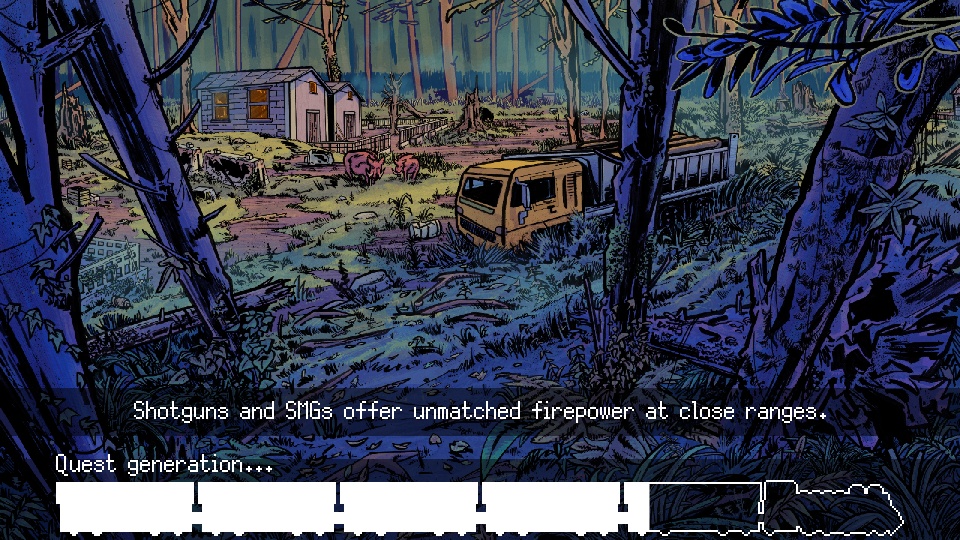 Shotguns and SMGs offer unmatched firepower at close ranges.
Quest generation...